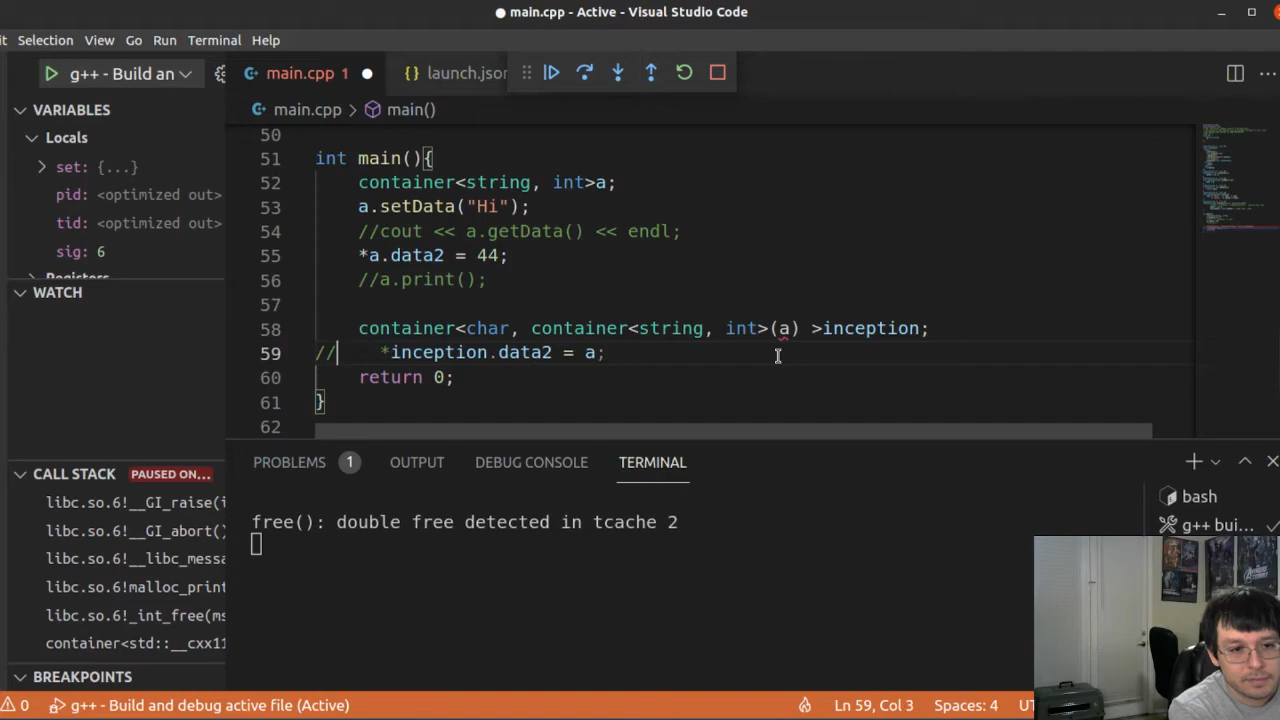 main.cpp - Active - Visual Studio Code
it Selection View Go Run Terminal Help
g++ - Build an
main.cpp 1
{} launch.jso
main.cpp > main()
VARIABLES
Locals
set: {...}
pid: <optimized out>
tid: <optimized out>
sig: 6
Registers
WATCH
CALL STACK PAUSED ON...
libc.so.6!__GI_raise(i
libc.so.6!__GI_abort()
libc.so.6!__libc_messa
libc.so.6!malloc_print
libc.so.6!_int_free(ms
container<std::__cxx11
BREAKPOINTS
50
51 int main(){
52 container<string, int>a;
53 a.setData("Hi");
54 //cout << a.getData() << endl;
55 *a.data2 = 44;
56 //a.print();
57
58 container<char, container<string, int>(a) >inception;
59 // *inception.data2 = a;
60 return 0;
61 }
62
PROBLEMS 1 OUTPUT DEBUG CONSOLE TERMINAL
free(): double free detected in tcache 2
bash
g++ bui...
0 g++ - Build and debug active file (Active) Ln 59, Col 3 Spaces: 4 UT